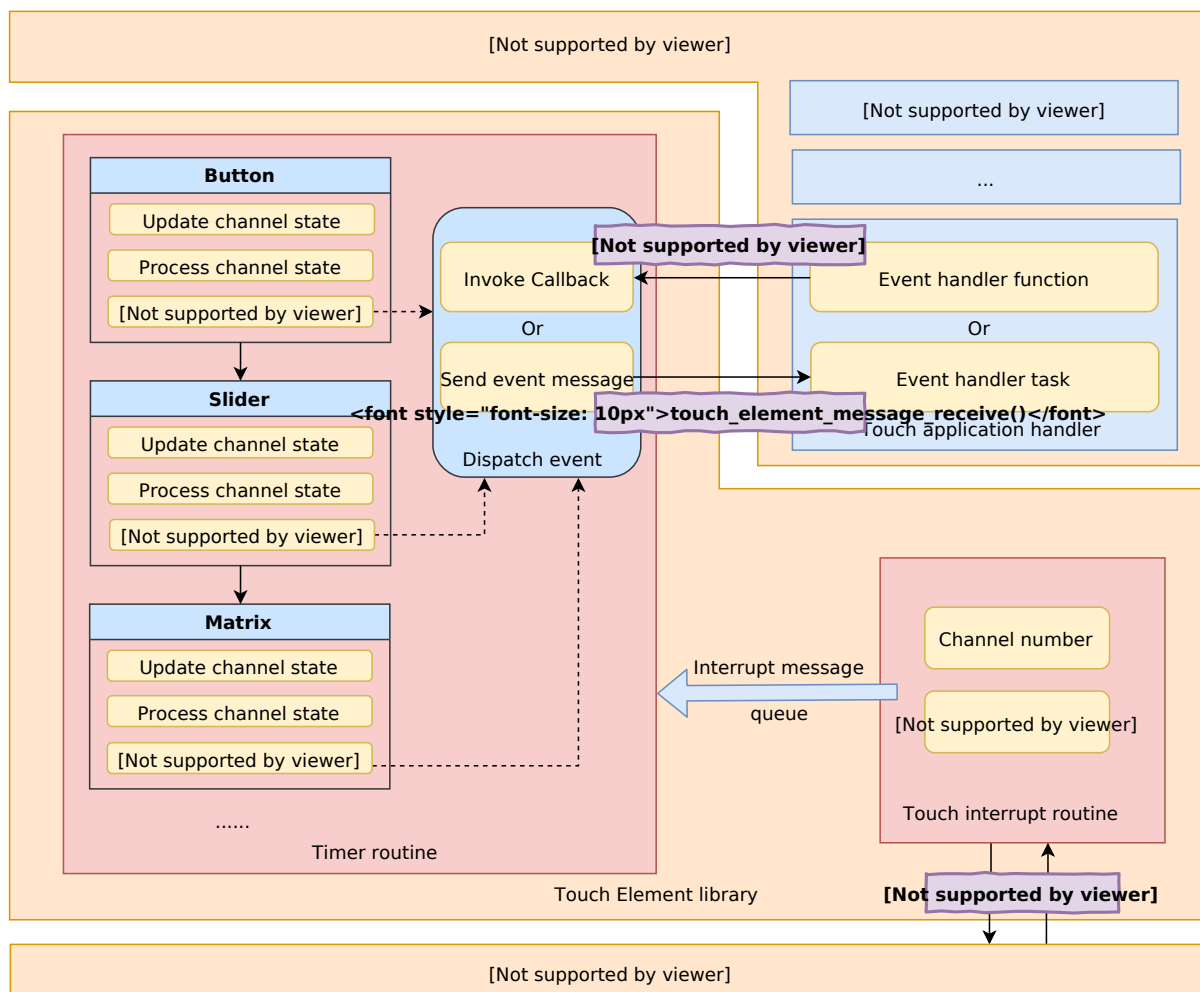 [Not supported by viewer]
[Not supported by viewer]
...
Button
Update channel state
Process channel state
[Not supported by viewer]
[Not supported by viewer]
Invoke Callback
Or
Send event message
Event handler function
Or
Event handler task
<font style="font-size: 10px">touch_element_message_receive()</font>
Touch application handler
Dispatch event
Slider
Update channel state
Process channel state
[Not supported by viewer]
Matrix
Update channel state
Process channel state
[Not supported by viewer]
......
Timer routine
Interrupt message
queue
Channel number
[Not supported by viewer]
Touch interrupt routine
[Not supported by viewer]
Touch Element library
[Not supported by viewer]